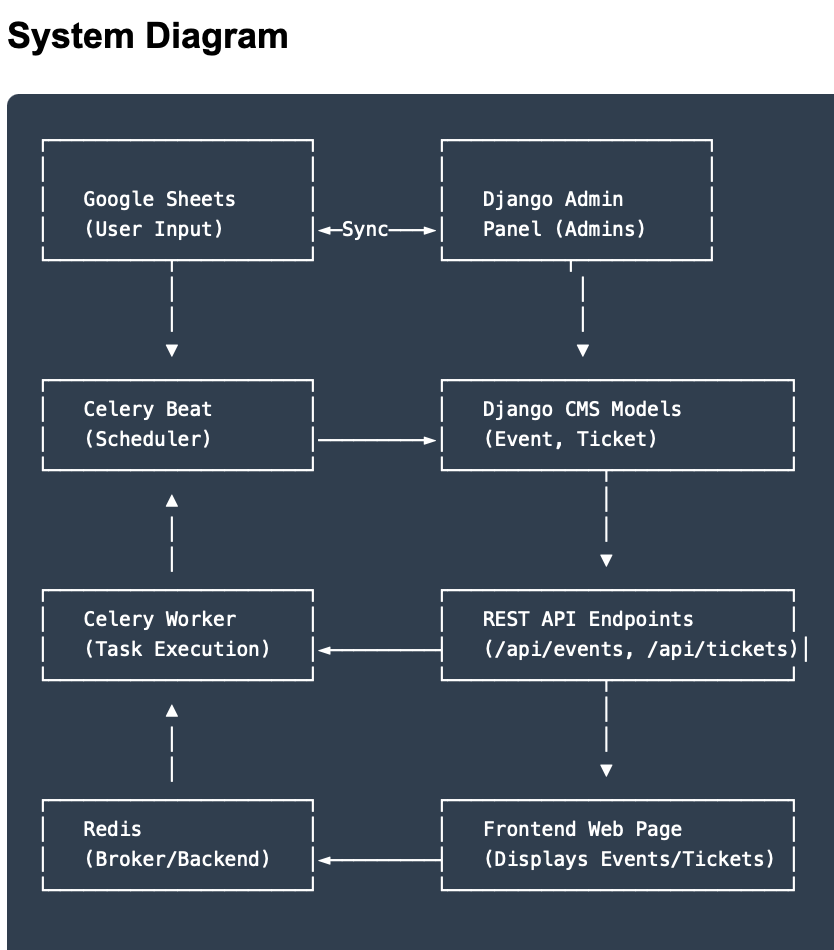 System Diagram
Google Sheets
(User Input)
Sync
Django Admin
Panel (Admins)
Celery Beat
(Scheduler)
Django CMS Models
(Event, Ticket)
Celery Worker
(Task Execution)
REST API Endpoints
(/api/events, /api/tickets)
Redis
(Broker/Backend)
Frontend Web Page
(Displays Events/Tickets)